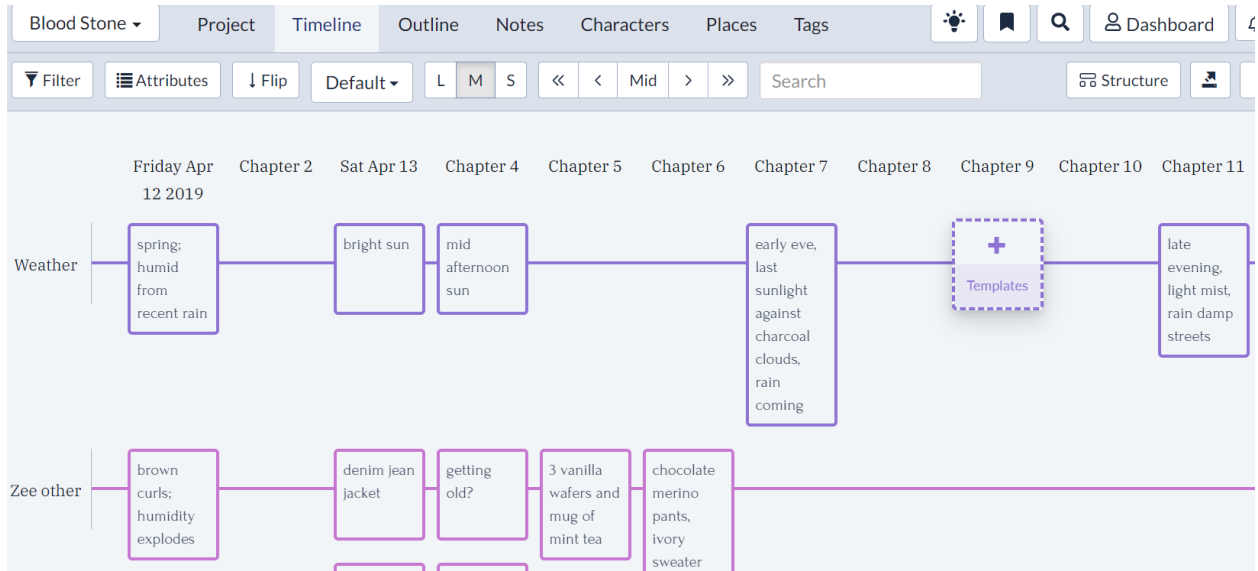 Blood Stone
Project
Timeline
Outline
Notes
Characters
Places
Tags
Dashboard
Filter
Attributes
Flip
Default
L
M
S
Mid
Search
Structure
Friday Apr
12 2019
Chapter 2
Sat Apr 13
Chapter 4
Chapter 5
Chapter 6
Chapter 7
Chapter 8
Chapter 9
Chapter 10
Chapter 11
Weather
spring;
humid
from
recent rain
bright sun
mid
afternoon
sun
early eve,
last
sunlight
against
charcoal
clouds,
rain
coming
Templates
late
evening,
light mist,
rain damp
streets
Zee other
brown
curls;
humidity
explodes
denim jean
jacket
getting
old?
3 vanilla
wafers and
mug of
mint tea
chocolate
merino
pants,
ivory
sweater